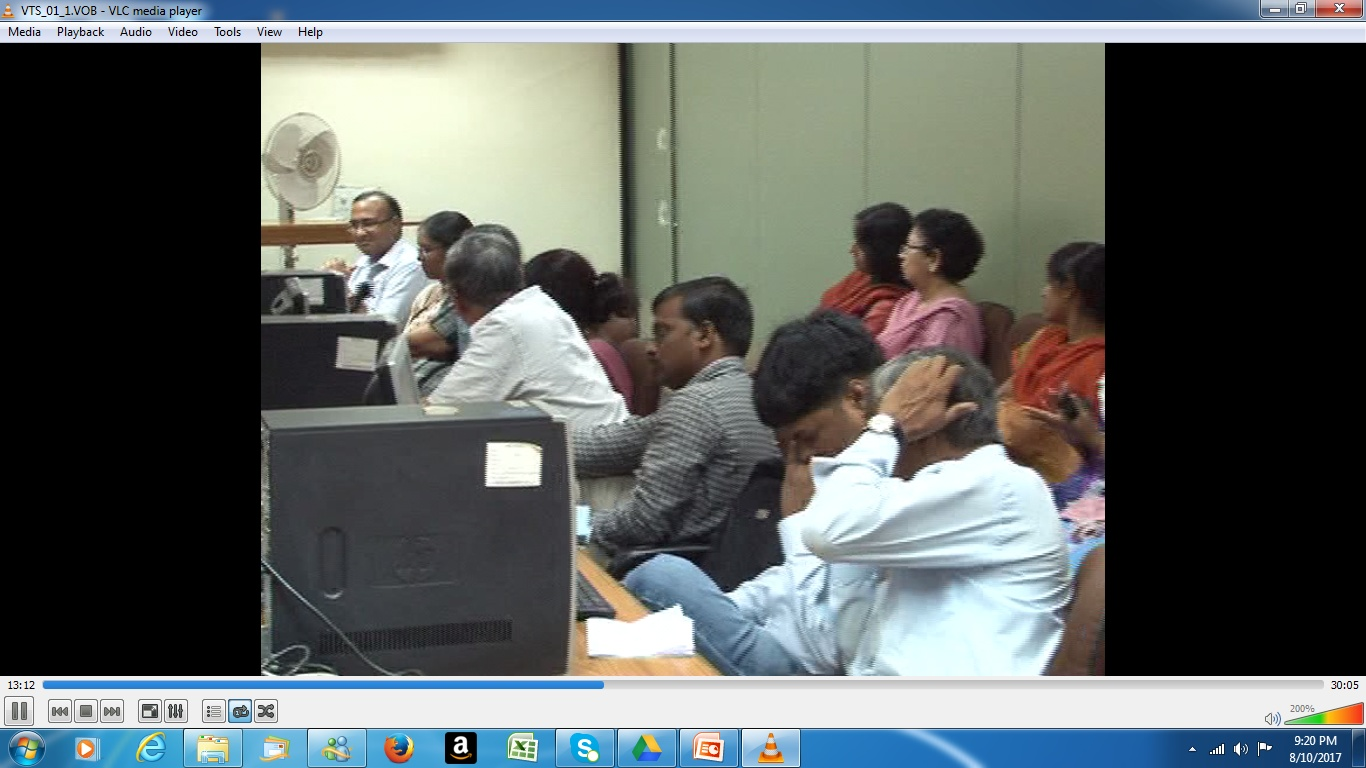 VTS_01_1.VOB - VLC media player
Media Playback Audio Video Tools View Help
13:12 30:05
200%
9:20 PM
8/10/2017